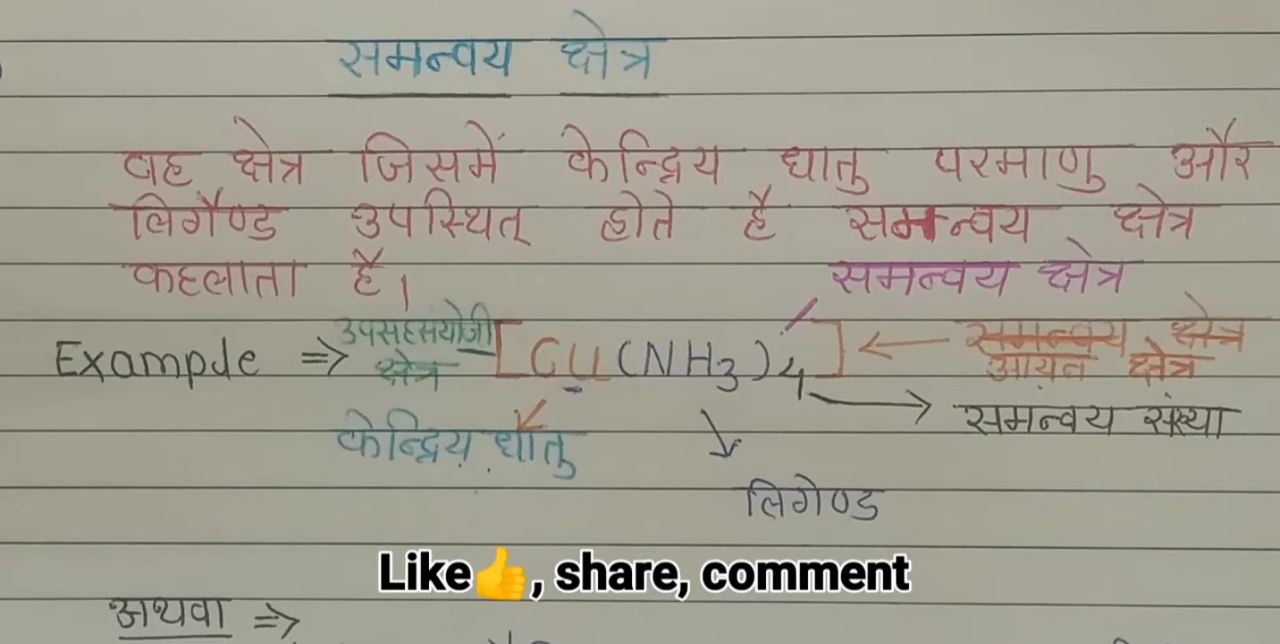 समन्वय क्षेत्र
वह क्षेत्र जिसमें केन्द्रिय धातु परमाणु और
लिगैण्ड उपस्थित् होते है समन्वय क्षेत्र
कहलाता है।
समन्वय क्षेत्र
Example ⇒ उपसहसयोजी क्षेत्र [Cu(NH3)4] ← समन्वय क्षेत्र
आयन क्षेत्र
→ समन्वय संख्या
केन्द्रिय धातु
लिगेण्ड
Like👍, share, comment
अथवा ⇒